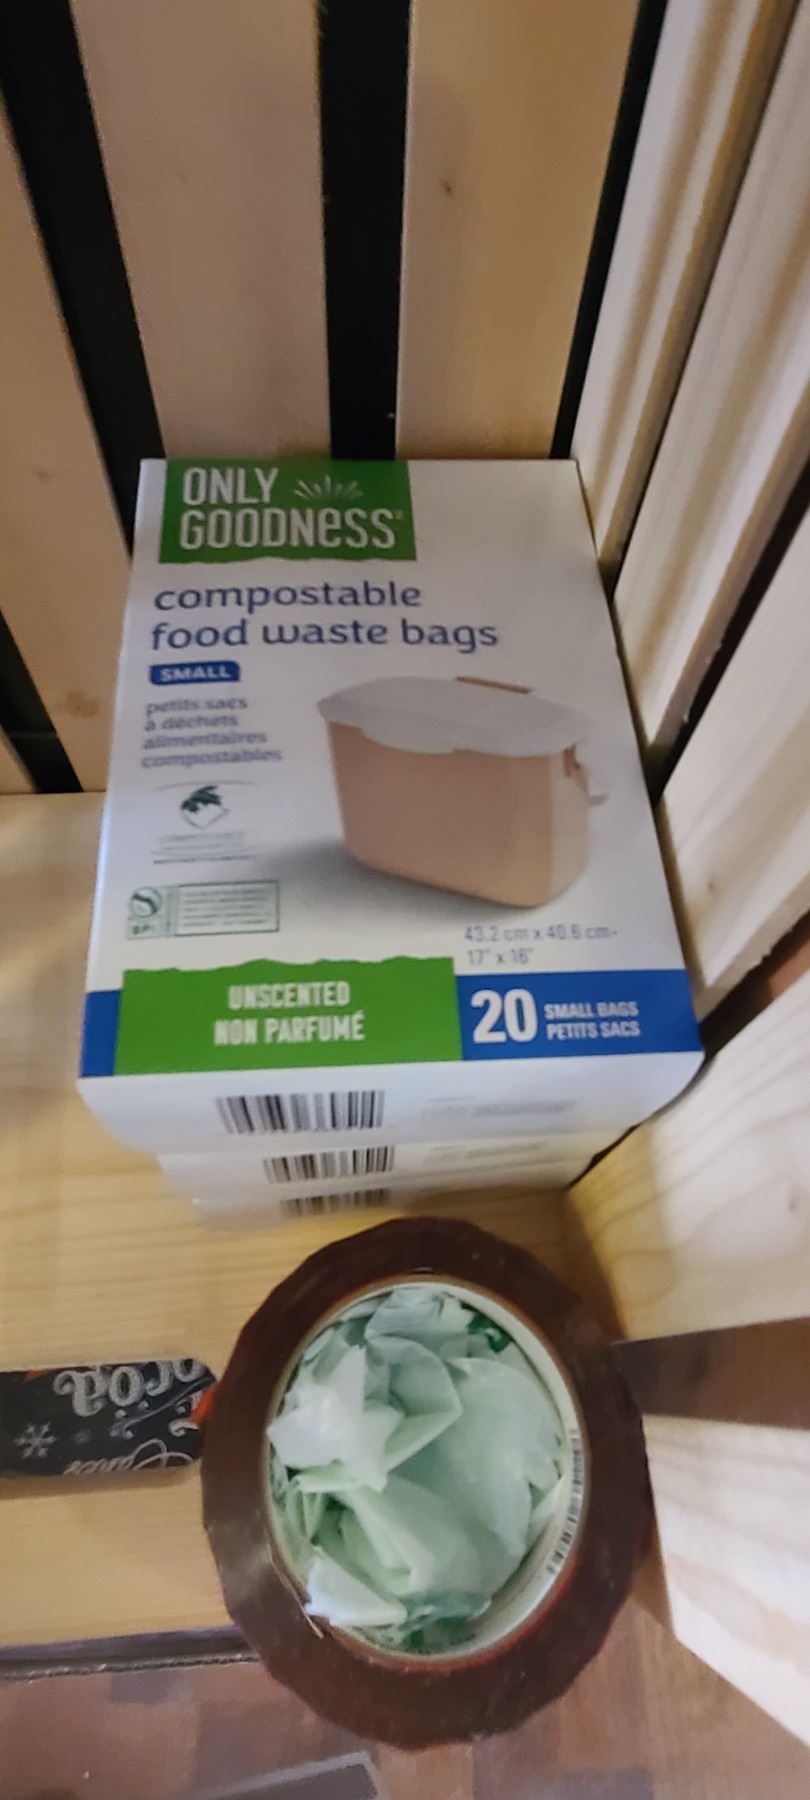 ONLY
GOODNESS
compostable
food waste bags
SMALL
petits sacs
à déchets
alimentaires
compostables
43.2 cm x 40.6 cm
17" x 16"
UNSCENTED
NON PARFUMÉ
20 SMALL BAGS
PETITS SACS